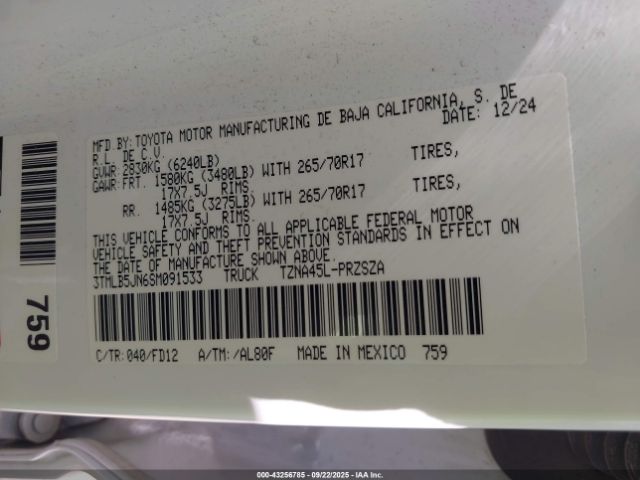 MFD.BY:TOYOTA MOTOR MANUFACTURING DE BAJA CALIFORNIA, S. DE
R.L. DE C.V. DATE: 12/24
GVWR: 2830KG (6240LB)
GAWR: FRT. 1580KG (3480LB) WITH 265/70R17 TIRES,
17X7.5J RIMS,
RR. 1485KG (3275LB) WITH 265/70R17 TIRES,
17X7.5J RIMS.
THIS VEHICLE CONFORMS TO ALL APPLICABLE FEDERAL MOTOR
VEHICLE SAFETY AND THEFT PREVENTION STANDARDS IN EFFECT ON
THE DATE OF MANUFACTURE SHOWN ABOVE.
3TMLB5JN6SM091533 TRUCK TZNA45L-PRZSZA
C/TR: 040/FD12 A/TM: /AL80F MADE IN MEXICO 759
759
000-43256785 - 09/22/2025 - IAA